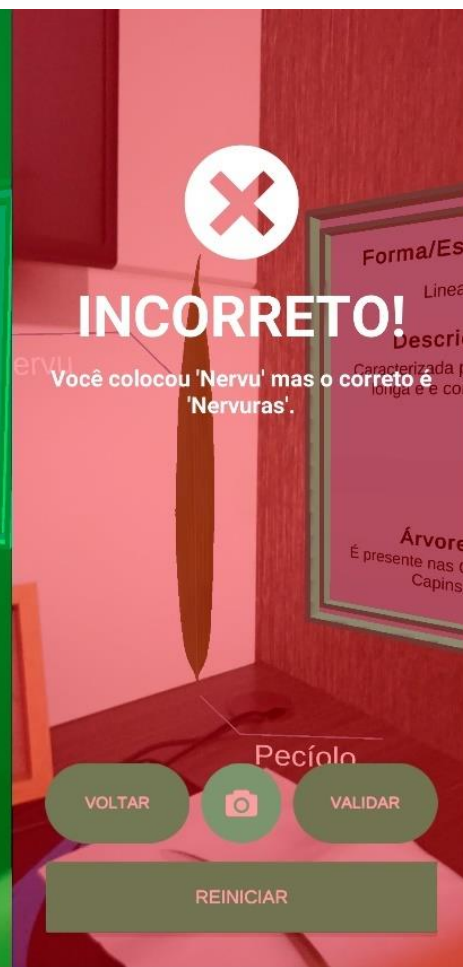 Forma/Es
Linea
INCORRETO!
Descri
ervu
Caracterizada p
Você colocou 'Nervu' mas o correto é
longa e e co
'Nervuras'.
Árvore
É presente nas
Capins
Pecíolo
VOLTAR
VALIDAR
REINICIAR